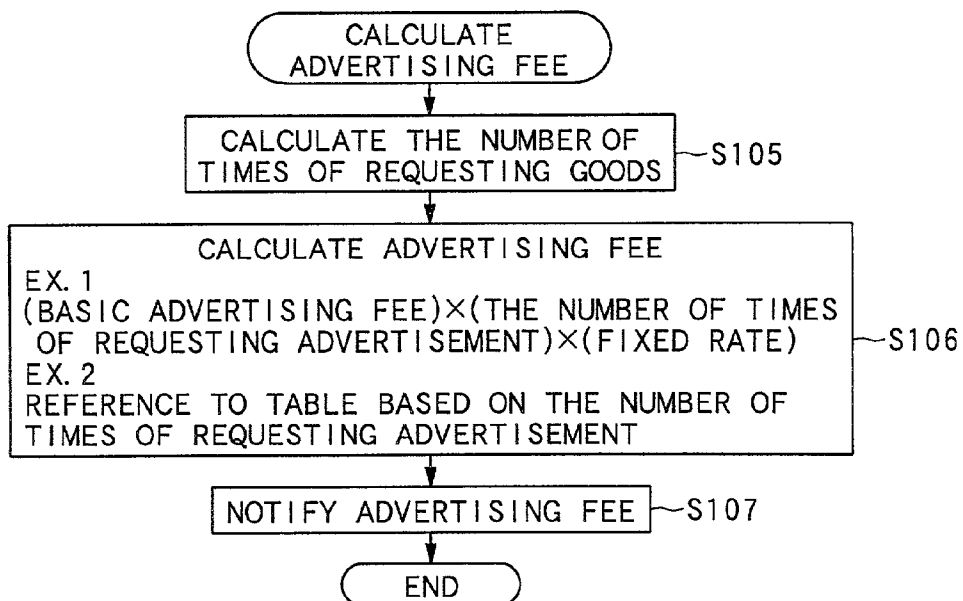 CALCULATE
ADVERTISING FEE
CALCULATE THE NUMBER OF
TIMES OF REQUESTING GOODS
S105
CALCULATE ADVERTISING FEE
EX. 1
(BASIC ADVERTISING FEE)×(THE NUMBER OF TIMES
OF REQUESTING ADVERTISEMENT)×(FIXED RATE)
EX. 2
REFERENCE TO TABLE BASED ON THE NUMBER OF
TIMES OF REQUESTING ADVERTISEMENT
S106
NOTIFY ADVERTISING FEE
S107
END